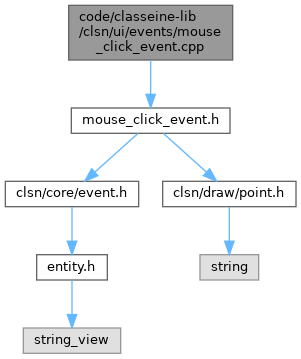 code/classeine-lib
/clsn/ui/events/mouse
_click_event.cpp
mouse_click_event.h
clsn/core/event.h
clsn/draw/point.h
entity.h
string
string_view